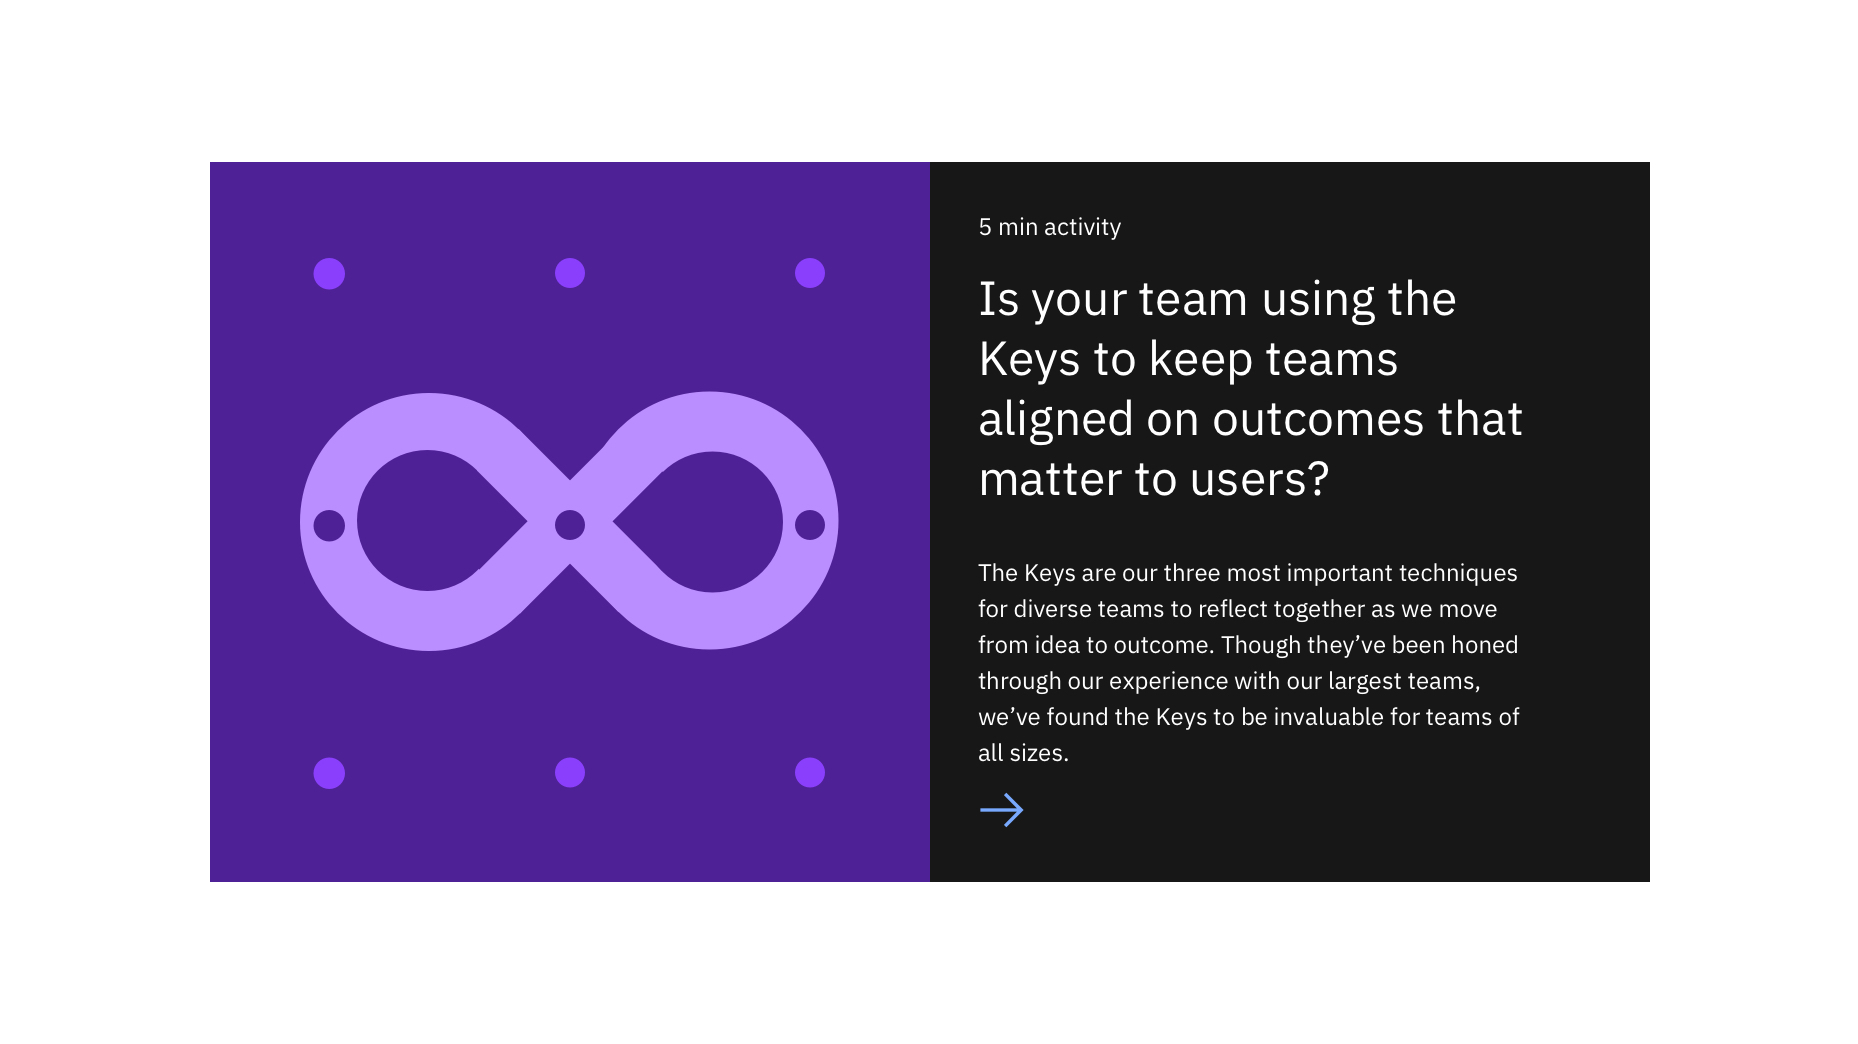 5 min activity
Is your team using the
Keys to keep teams
aligned on outcomes that
matter to users?
The Keys are our three most important techniques
for diverse teams to reflect together as we move
from idea to outcome. Though they’ve been honed
through our experience with our largest teams,
we’ve found the Keys to be invaluable for teams of
all sizes.